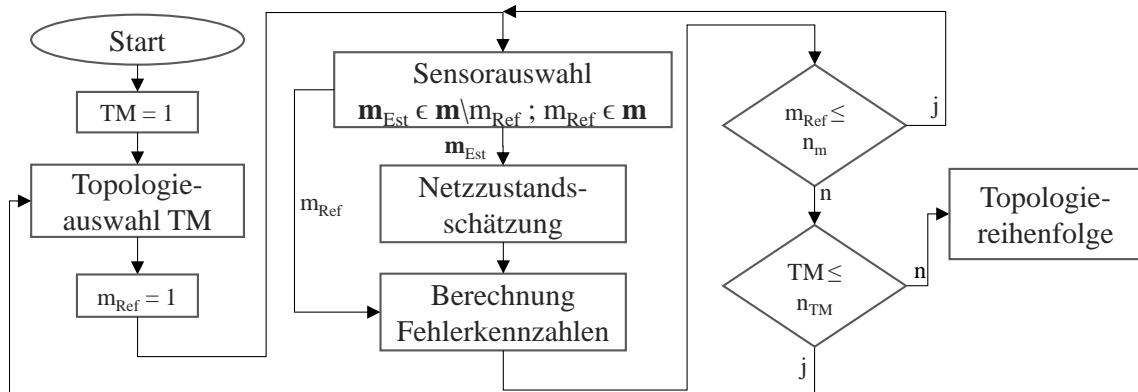 Start
TM = 1
Topologie-
auswahl TM
m_Ref = 1
Sensorauswahl
m_Est ϵ m\m_Ref ; m_Ref ϵ m
m_Est
m_Ref
Netzzustands-
schätzung
Berechnung
Fehlerkennzahlen
m_Ref ≤
n_m
j
n
TM ≤
n_TM
n
j
Topologie-
reihenfolge